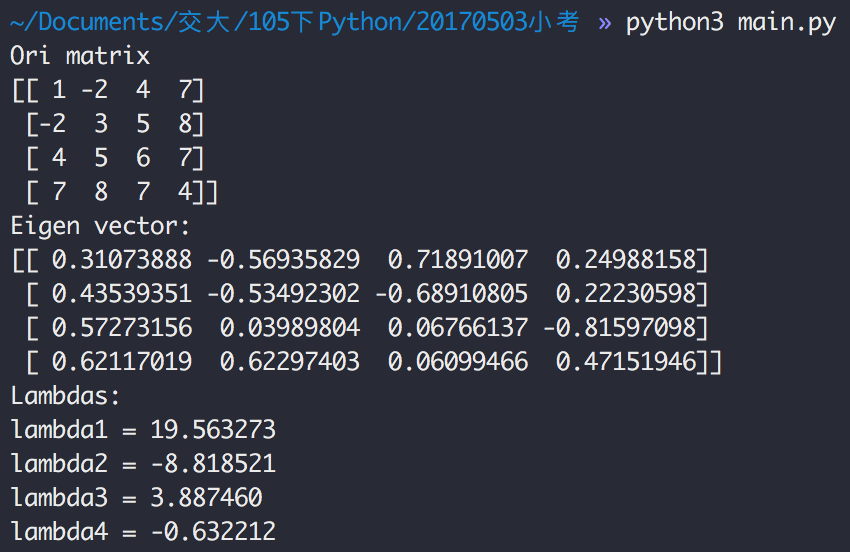 ~/Documents/交大/105下Python/20170503小考 » python3 main.py
Ori matrix
[[ 1 -2  4  7]
 [-2  3  5  8]
 [ 4  5  6  7]
 [ 7  8  7  4]]
Eigen vector:
[[ 0.31073888 -0.56935829  0.71891007  0.24988158]
 [ 0.43539351 -0.53492302 -0.68910805  0.22230598]
 [ 0.57273156  0.03989804  0.06766137 -0.81597098]
 [ 0.62117019  0.62297403  0.06099466  0.47151946]]
Lambdas:
lambda1 = 19.563273
lambda2 = -8.818521
lambda3 = 3.887460
lambda4 = -0.632212